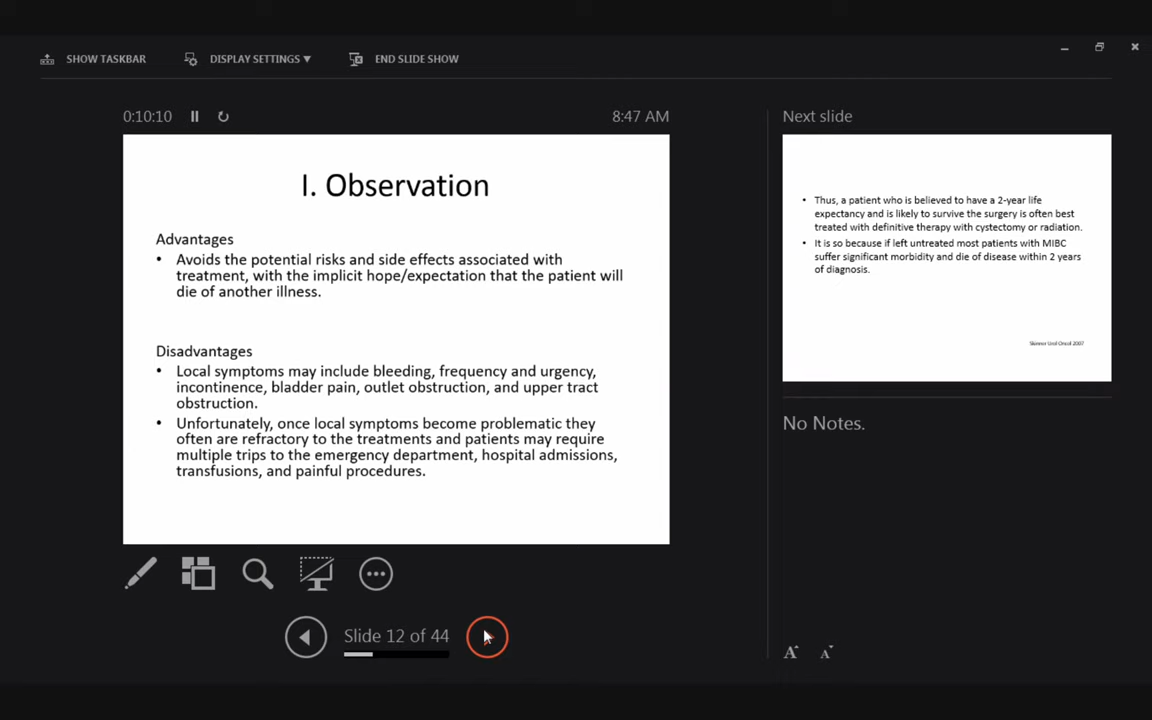 SHOW TASKBAR
DISPLAY SETTINGS ▾
END SLIDE SHOW
0:10:10
8:47 AM
I. Observation
Advantages
• Avoids the potential risks and side effects associated with
treatment, with the implicit hope/expectation that the patient will
die of another illness.
Disadvantages
• Local symptoms may include bleeding, frequency and urgency,
incontinence, bladder pain, outlet obstruction, and upper tract
obstruction.
• Unfortunately, once local symptoms become problematic they
often are refractory to the treatments and patients may require
multiple trips to the emergency department, hospital admissions,
transfusions, and painful procedures.
Slide 12 of 44
Next slide
• Thus, a patient who is believed to have a 2-year life
expectancy and is likely to survive the surgery is often best
treated with definitive therapy with cystectomy or radiation.
• It is so because if left untreated most patients with MIBC
suffer significant morbidity and die of disease within 2 years
of diagnosis.
Skinner Urol Oncol 2007
No Notes.
A A